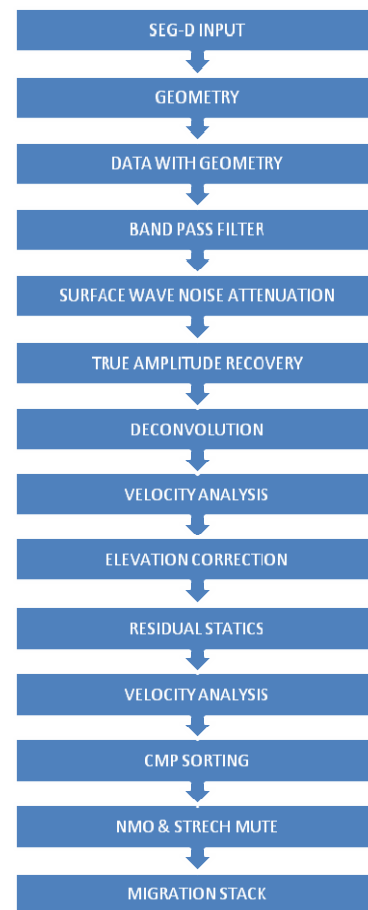 SEG-D INPUT
GEOMETRY
DATA WITH GEOMETRY
BAND PASS FILTER
SURFACE WAVE NOISE ATTENUATION
TRUE AMPLITUDE RECOVERY
DECONVOLUTION
VELOCITY ANALYSIS
ELEVATION CORRECTION
RESIDUAL STATICS
VELOCITY ANALYSIS
CMP SORTING
NMO & STRECH MUTE
MIGRATION STACK